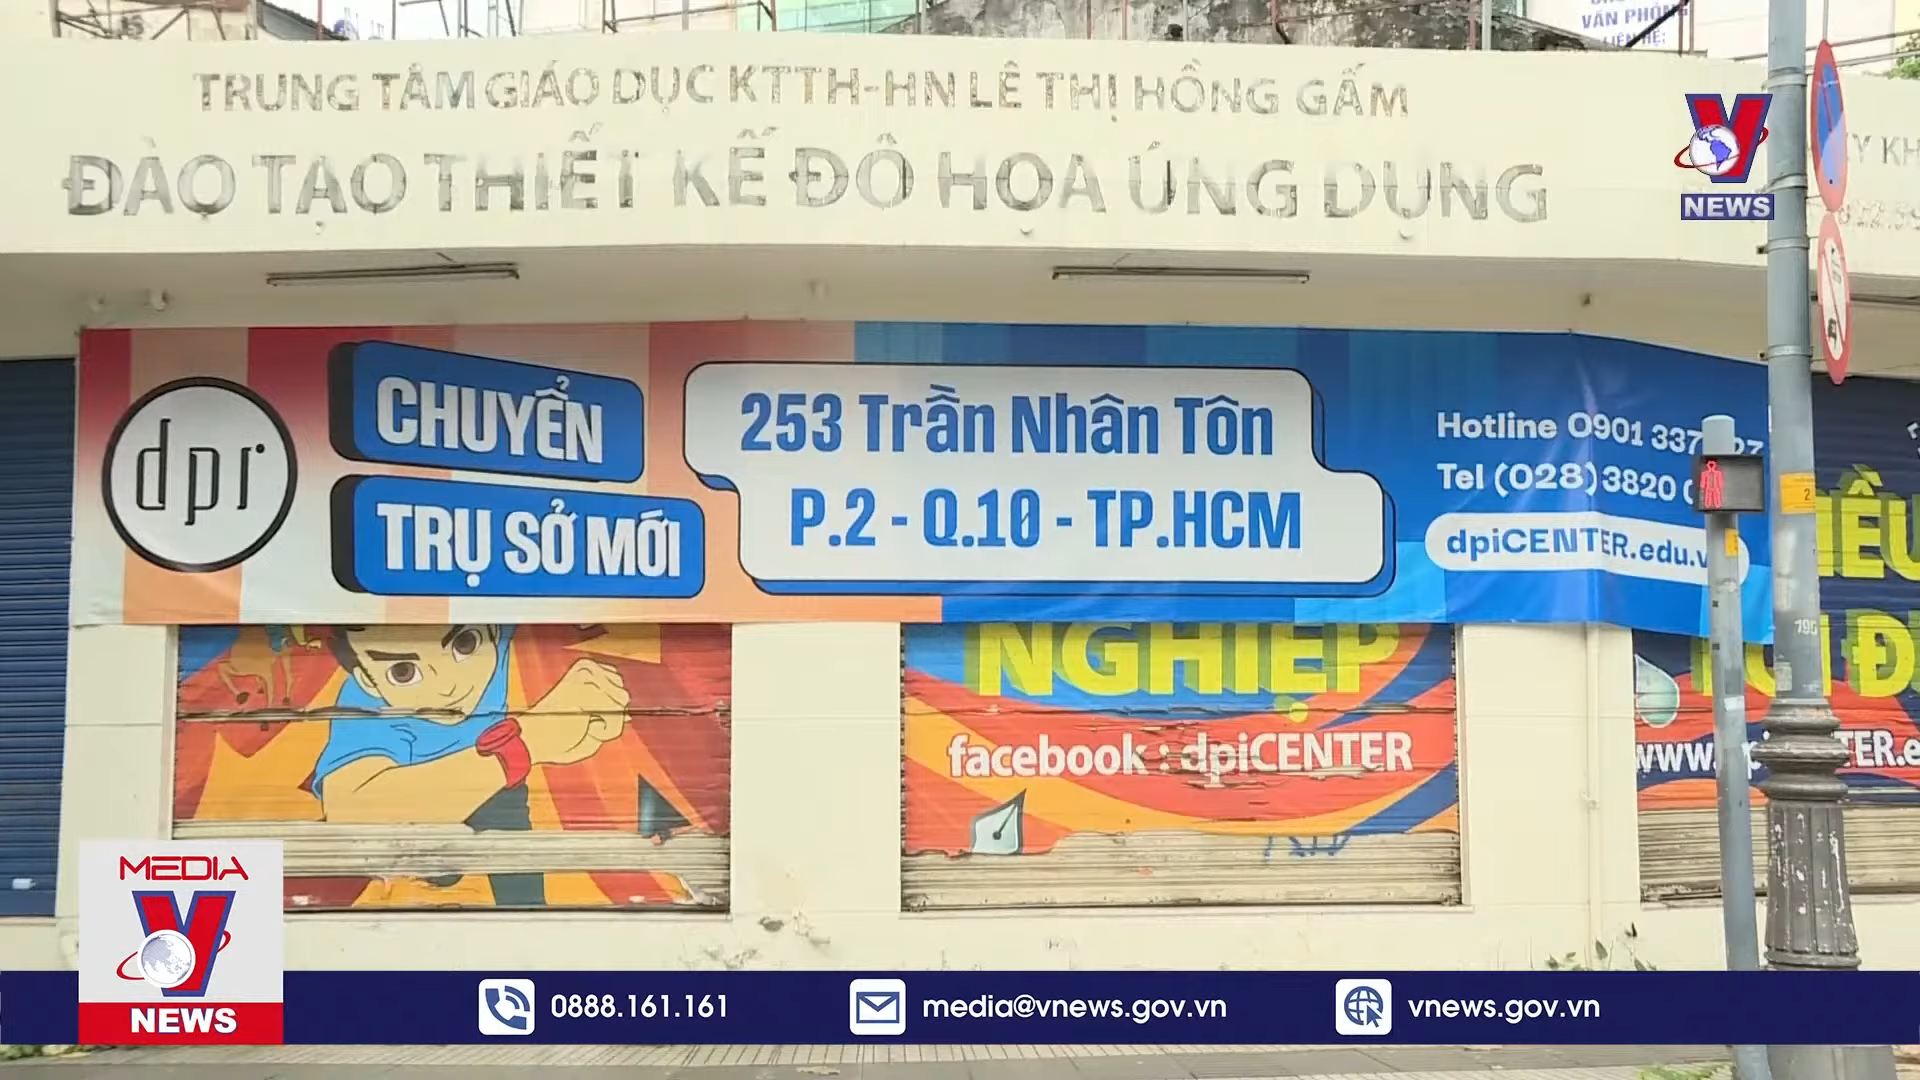 VĂN PHÒNG
LIÊN HỆ:
TRUNG TÂM GIÁO DỤC KTTH-HN LÊ THỊ HỒNG GẤM
ĐÀO TẠO THIẾT KẾ ĐỒ HỌA ỨNG DỤNG
V
NEWS
dpi
CHUYỂN
TRỤ SỞ MỚI
253 Trần Nhân Tôn
P.2 - Q.10 - TP.HCM
Hotline 0901 337
Tel (028) 3820
dpiCENTER.edu.v
NGHIỆP
facebook : dpiCENTER
195
MEDIA
V
NEWS
0888.161.161
media@vnews.gov.vn
vnews.gov.vn